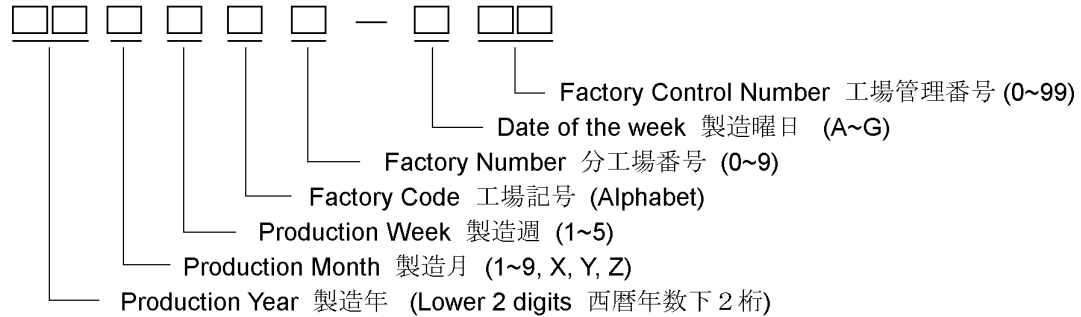 Factory Control Number 工場管理番号 (0~99)
Date of the week 製造曜日 (A~G)
Factory Number 分工場番号 (0~9)
Factory Code 工場記号 (Alphabet)
Production Week 製造週 (1~5)
Production Month 製造月 (1~9, X, Y, Z)
Production Year 製造年 (Lower 2 digits 西暦年数下２桁)